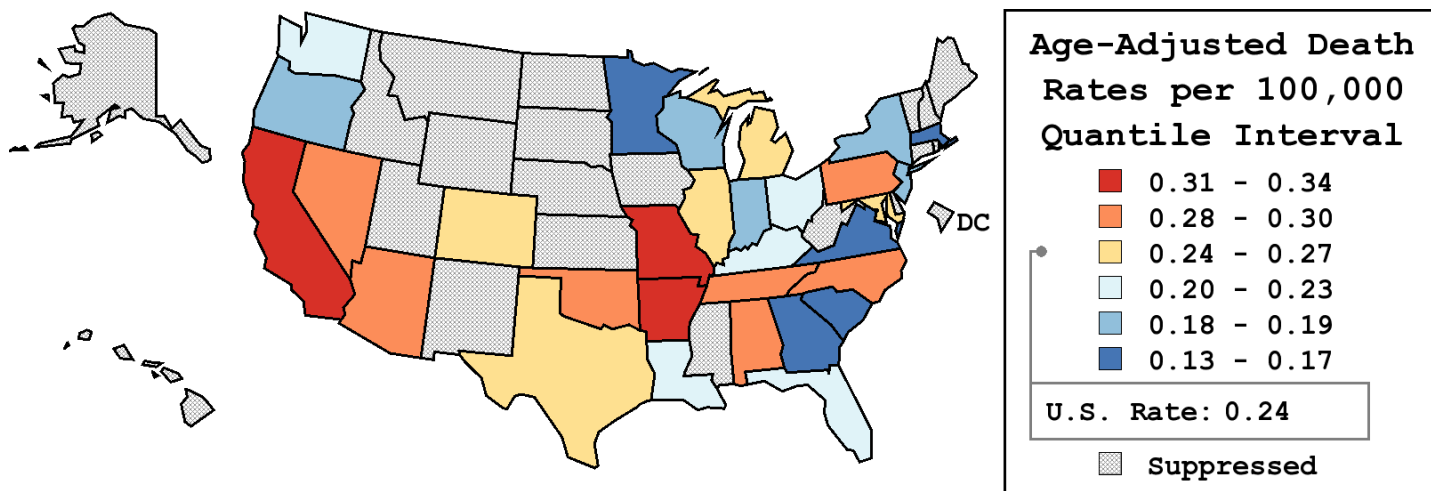 Age-Adjusted Death
Rates per 100,000
Quantile Interval
0.31 - 0.34
0.28 - 0.30
DC
0.24 - 0.27
0.20 - 0.23
0.18 - 0.19
0.13 - 0.17
U.S. Rate: 0.24
Suppressed